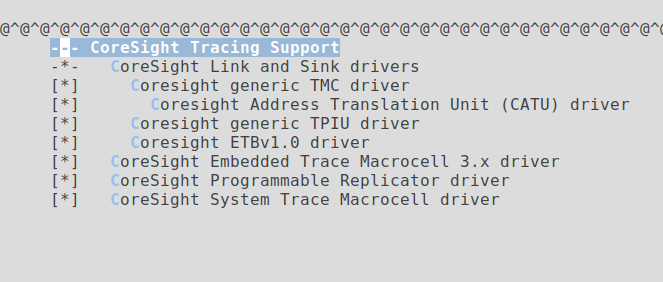 @^@^@^@^@^@^@^@^@^@^@^@^@^@^@^@^@^@^@^@^@^@^@^@^@^@^@^@^@^@^@^@^@^@
--- CoreSight Tracing Support
-*-   CoreSight Link and Sink drivers
[*]     Coresight generic TMC driver
[*]       Coresight Address Translation Unit (CATU) driver
[*]     Coresight generic TPIU driver
[*]     Coresight ETBv1.0 driver
[*]   CoreSight Embedded Trace Macrocell 3.x driver
[*]   CoreSight Programmable Replicator driver
[*]   CoreSight System Trace Macrocell driver